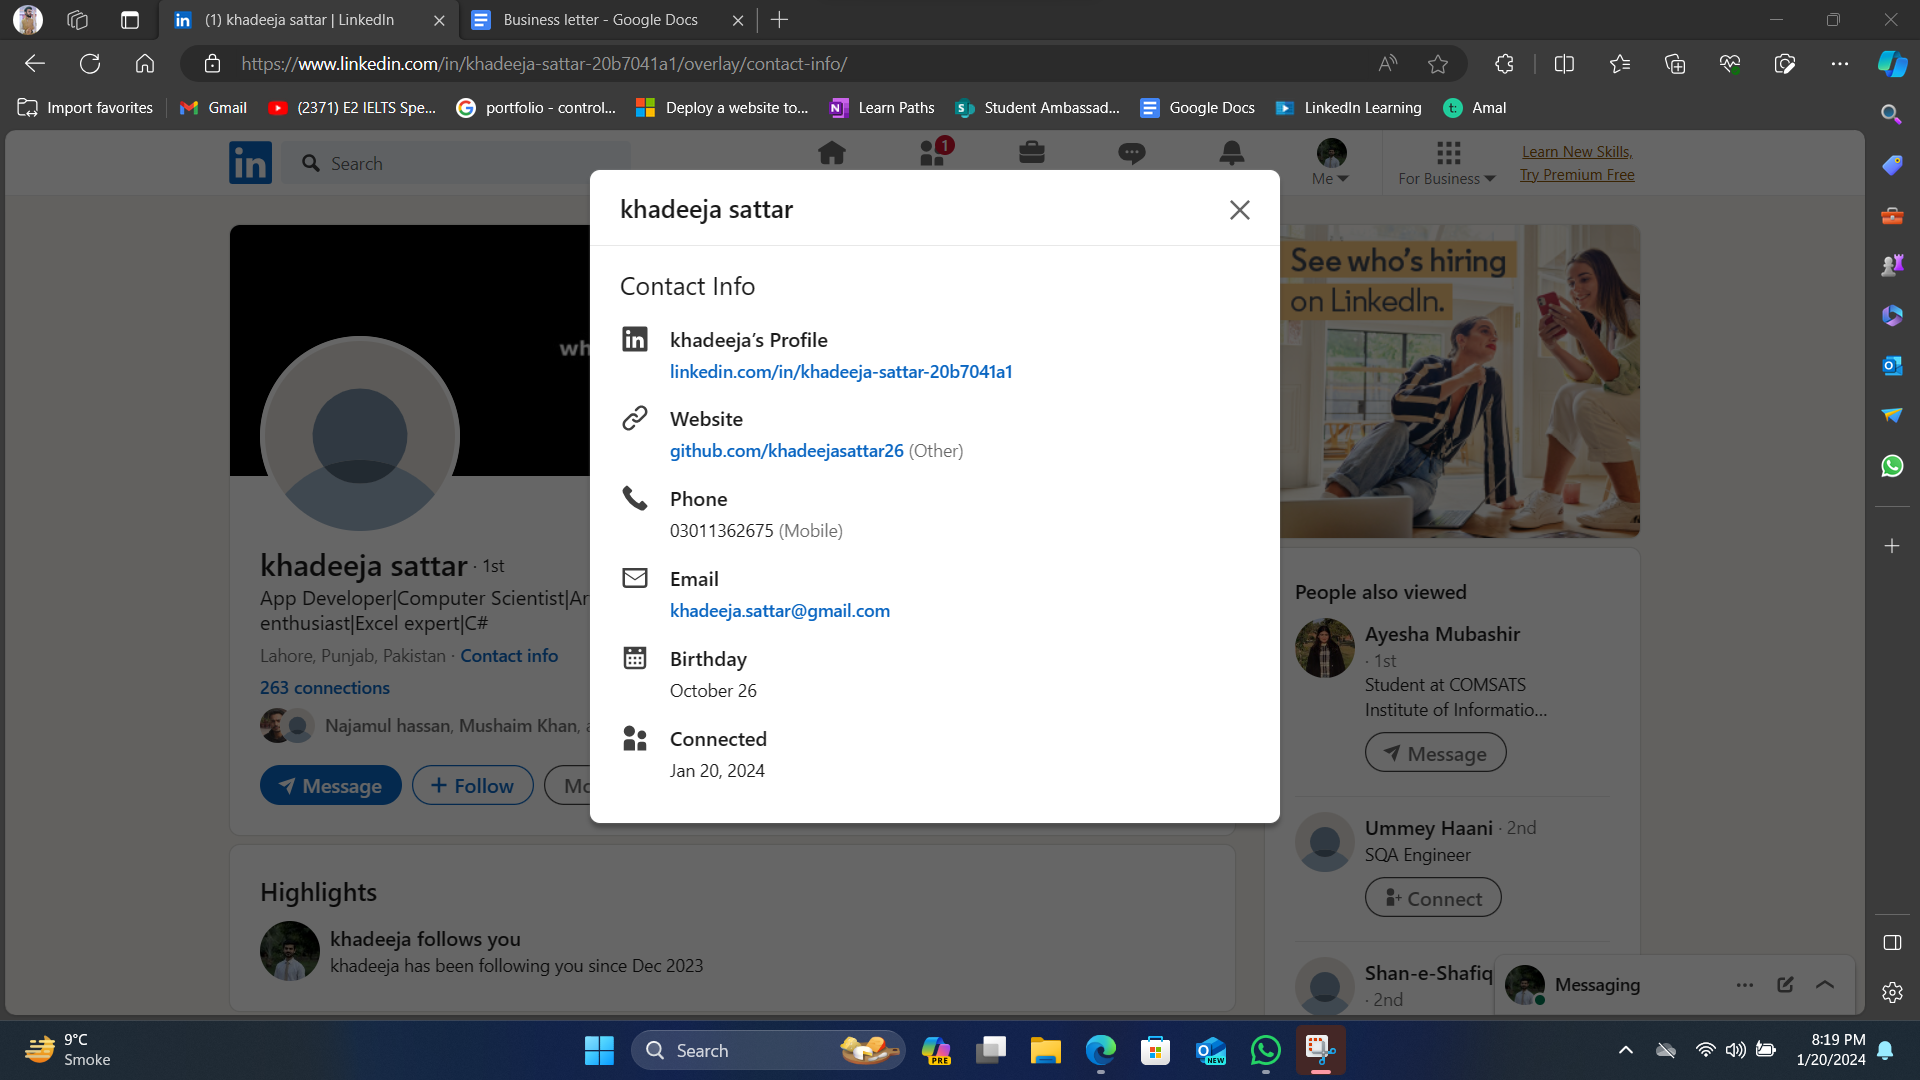 (1) khadeeja sattar | LinkedIn
Business letter - Google Docs
https://www.linkedin.com/in/khadeeja-sattar-20b7041a1/overlay/contact-info/
Import favorites
Gmail
(2371) E2 IELTS Spe...
portfolio - control...
Deploy a website to...
Learn Paths
Student Ambassad...
Google Docs
LinkedIn Learning
Amal
in
Search
1
Me
For Business
Learn New Skills,
Try Premium Free
khadeeja sattar
Contact Info
khadeeja's Profile
linkedin.com/in/khadeeja-sattar-20b7041a1
Website
github.com/khadeejasattar26 (Other)
Phone
03011362675 (Mobile)
Email
khadeeja.sattar@gmail.com
Birthday
October 26
Connected
Jan 20, 2024
wh
khadeeja sattar · 1st
App Developer|Computer Scientist|Ar
enthusiast|Excel expert|C#
Lahore, Punjab, Pakistan · Contact info
263 connections
Najamul hassan, Mushaim Khan, a
Message
Follow
Mo
Highlights
khadeeja follows you
khadeeja has been following you since Dec 2023
See who's hiring
on LinkedIn.
People also viewed
Ayesha Mubashir
· 1st
Student at COMSATS
Institute of Informatio...
Message
Ummey Haani · 2nd
SQA Engineer
Connect
Shan-e-Shafiq
· 2nd
Messaging
9°C
Smoke
Search
PRE
NEW
8:19 PM
1/20/2024